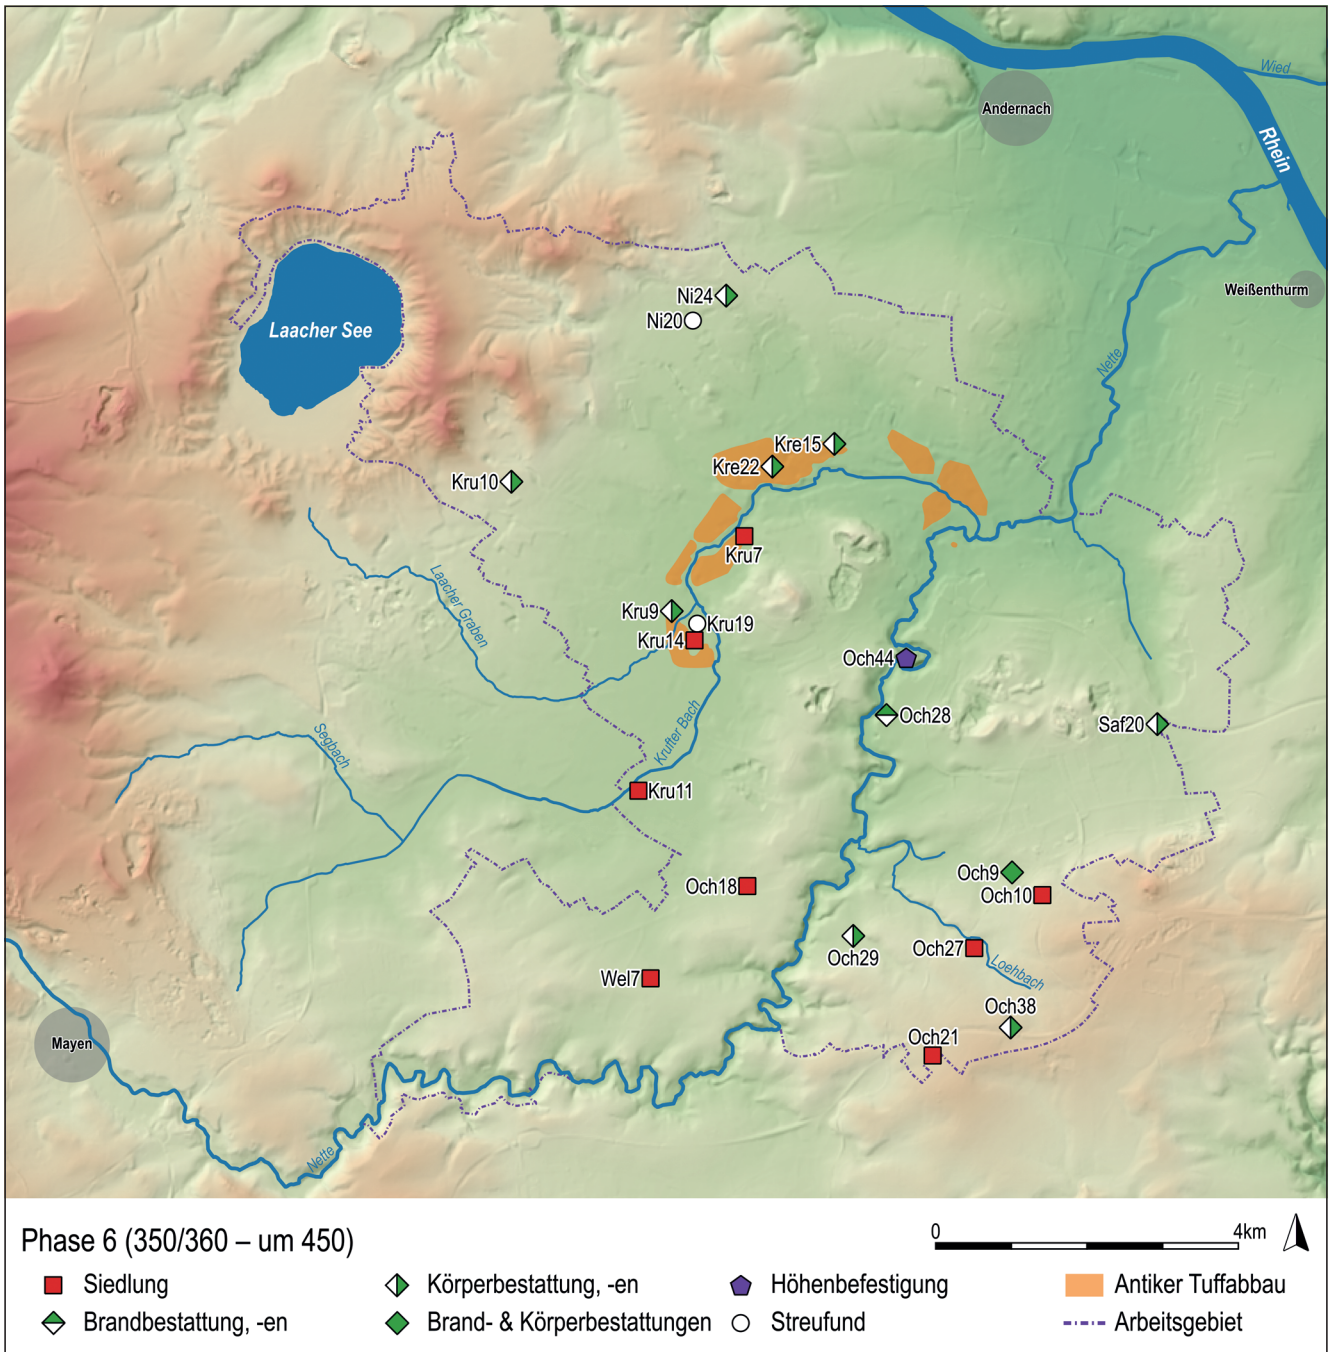 Wied
Andernach
Rhein
Weißenthurm
Ni24
Ni20
Laacher See
Nette
Kre15
Kre22
Kru10
Kru7
Laacher Graben
Kru9
Kru19
Kru14
Och44
Och28
Saf20
Krufter Bach
Segbach
Kru11
Och9
Och18
Och10
Och29
Och27
Wel7
Loehbach
Och38
Och21
Mayen
Nette
Phase 6 (350/360 – um 450)
0 4km
Siedlung
Körperbestattung, -en
Höhenbefestigung
Antiker Tuffabbau
Brandbestattung, -en
Brand- & Körperbestattungen
Streufund
Arbeitsgebiet